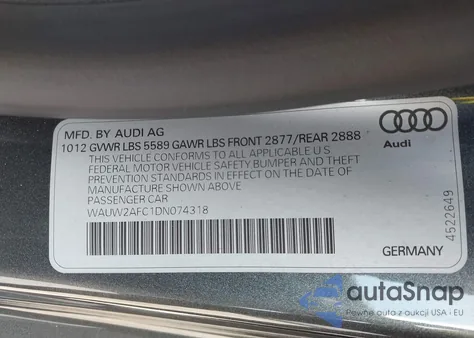 MFD. BY AUDI AG
1012 GVWR LBS 5589 GAWR LBS FRONT 2877/REAR 2888
THIS VEHICLE CONFORMS TO ALL APPLICABLE U S
FEDERAL MOTOR VEHICLE SAFETY BUMPER AND THEFT
PREVENTION STANDARDS IN EFFECT ON THE DATE OF
MANUFACTURE SHOWN ABOVE
PASSENGER CAR
WAUW2AFC1DN074318
Audi
4522649
GERMANY
autoSnap
Pewne auta z aukcji USA - EU